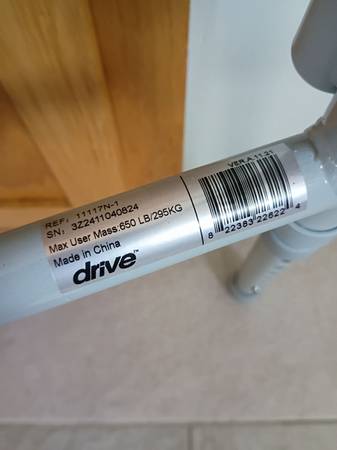 REF: 11117N-1
SN: 3Z2411040824
Max User Mass:650 LB/295KG
Made in China
drive™
VER.A 11.21
8 22383 22622 4